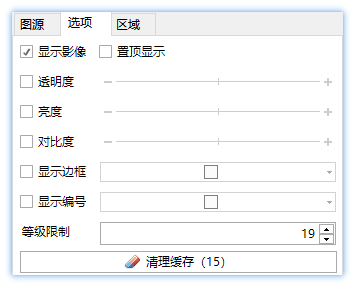 图源 选项 区域
显示影像 置顶显示
透明度
亮度
对比度
显示边框
显示编号
等级限制 19
清理缓存（15）